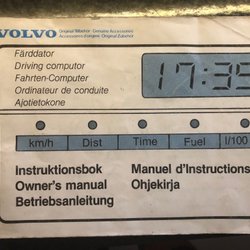 VOLVO
Original tillbehör Genuine Accessories
Accessoires d'origine Original Zubehör
Färddator
Driving computor
Fahrten-Computer
Ordinateur de conduite
Ajotietokone
17:35
km/h Dist Time Fuel l/100
Instruktionsbok
Owner's manual
Betriebsanleitung
Manuel d'Instructions
Ohjekirja